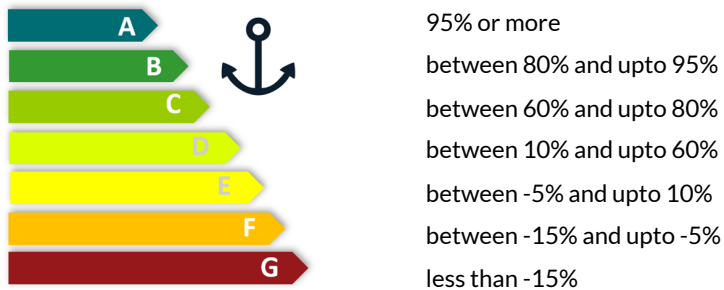 A 95% or more
B between 80% and upto 95%
C between 60% and upto 80%
D between 10% and upto 60%
E between -5% and upto 10%
F between -15% and upto -5%
G less than -15%